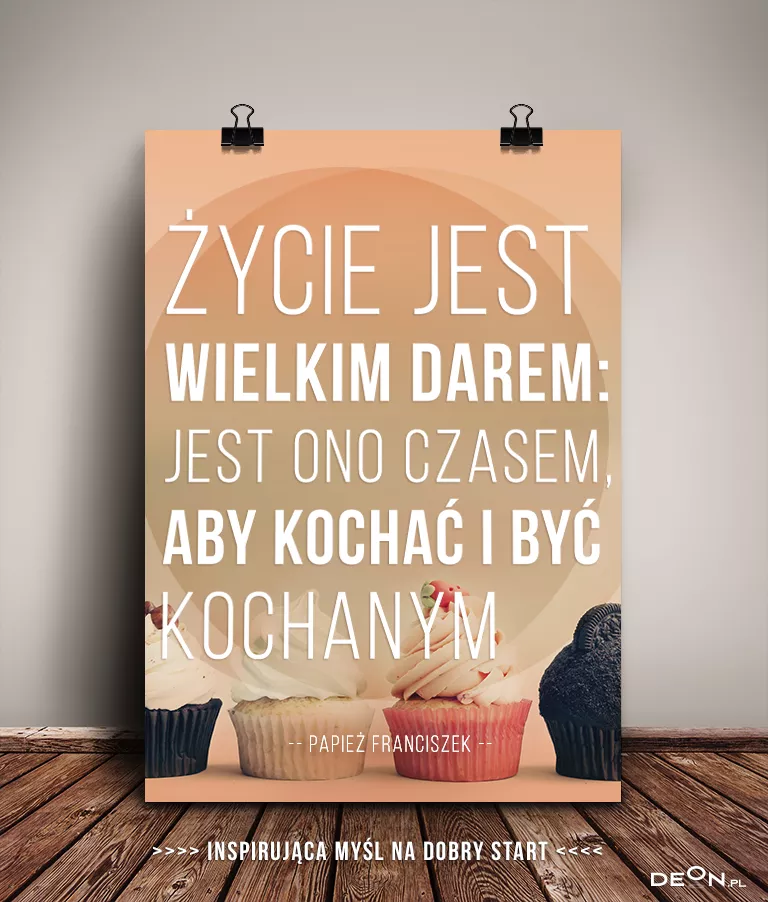 ŻYCIE JEST
WIELKIM DAREM:
JEST ONO CZASEM,
ABY KOCHAĆ I BYĆ
KOCHANYM
-- PAPIEŻ FRANCISZEK --
>>>> INSPIRUJĄCA MYŚL NA DOBRY START <<<<
DEON.PL